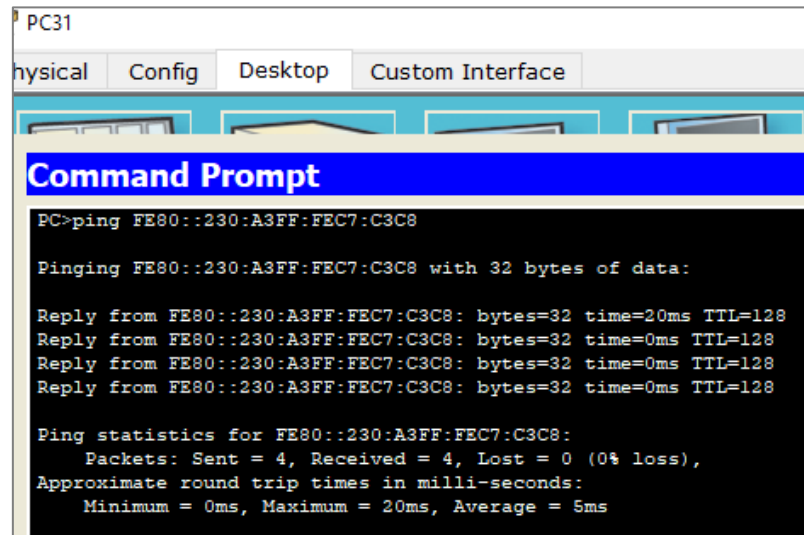 PC31
hysical Config Desktop Custom Interface
Command Prompt
PC>ping FE80::230:A3FF:FEC7:C3C8
Pinging FE80::230:A3FF:FEC7:C3C8 with 32 bytes of data:
Reply from FE80::230:A3FF:FEC7:C3C8: bytes=32 time=20ms TTL=128
Reply from FE80::230:A3FF:FEC7:C3C8: bytes=32 time=0ms TTL=128
Reply from FE80::230:A3FF:FEC7:C3C8: bytes=32 time=0ms TTL=128
Reply from FE80::230:A3FF:FEC7:C3C8: bytes=32 time=0ms TTL=128
Ping statistics for FE80::230:A3FF:FEC7:C3C8:
Packets: Sent = 4, Received = 4, Lost = 0 (0% loss),
Approximate round trip times in milli-seconds:
Minimum = 0ms, Maximum = 20ms, Average = 5ms